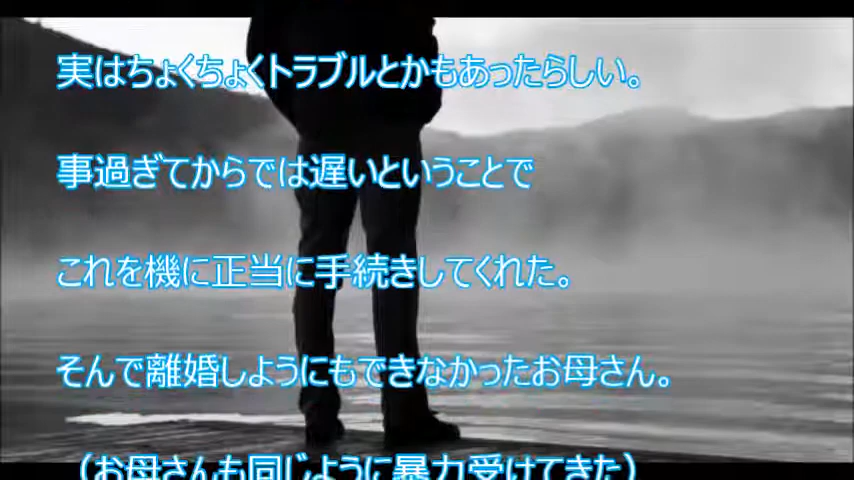 実はちょくちょくトラブルとかもあったらしい。
事過ぎてからでは遅いということで
これを機に正当に手続きしてくれた。
そんで離婚しようにもできなかったお母さん。
（お母さんも同じように暴力受けてきた）